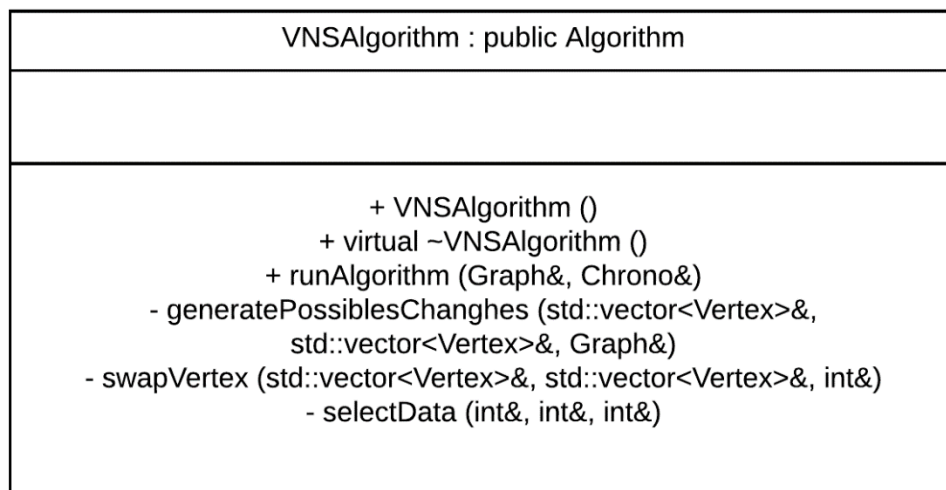 VNSAlgorithm : public Algorithm
+ VNSAlgorithm ()
+ virtual ~VNSAlgorithm ()
+ runAlgorithm (Graph&, Chrono&)
- generatePossiblesChanghes (std::vector<Vertex>&,
std::vector<Vertex>&, Graph&)
- swapVertex (std::vector<Vertex>&, std::vector<Vertex>&, int&)
- selectData (int&, int&, int&)